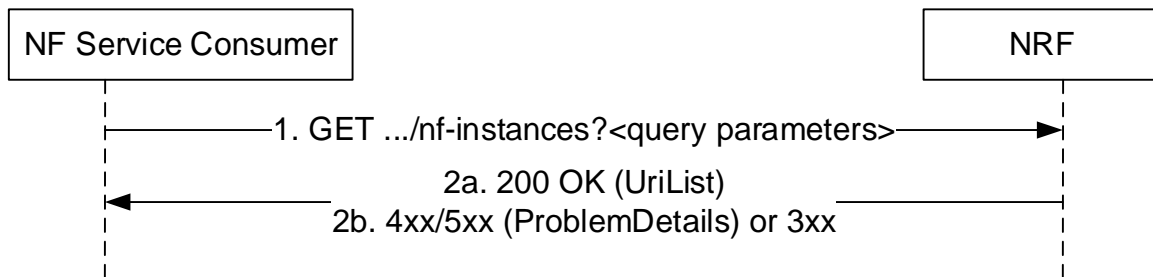 NF Service Consumer
NRF
1. GET .../nf-instances?<query parameters>
2a. 200 OK (UriList)
2b. 4xx/5xx (ProblemDetails) or 3xx